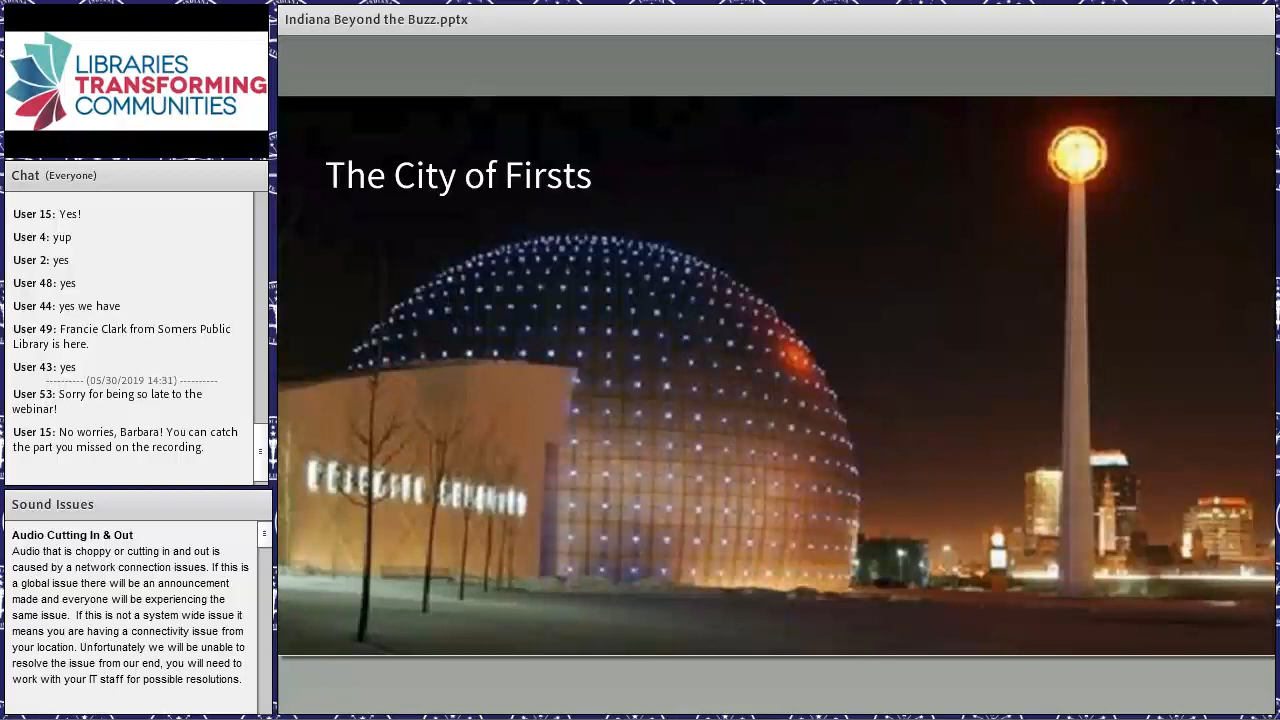 Indiana Beyond the Buzz.pptx
LIBRARIES
TRANSFORMING
COMMUNITIES
Chat (Everyone)
User 15: Yes!
User 4: yup
User 2: yes
User 48: yes
User 44: yes we have
User 49: Francie Clark from Somers Public
Library is here.
User 43: yes
---------- (05/30/2019 14:31) ----------
User 53: Sorry for being so late to the
webinar!
User 15: No worries, Barbara! You can catch
the part you missed on the recording.
Sound Issues
Audio Cutting In & Out
Audio that is choppy or cutting in and out is
caused by a network connection issues. If this is
a global issue there will be an announcement
made and everyone will be experiencing the
same issue.  If this is not a system wide issue it
means you are having a connectivity issue from
your location. Unfortunately we will be unable to
resolve the issue from our end, you will need to
work with your IT staff for possible resolutions.
The City of Firsts